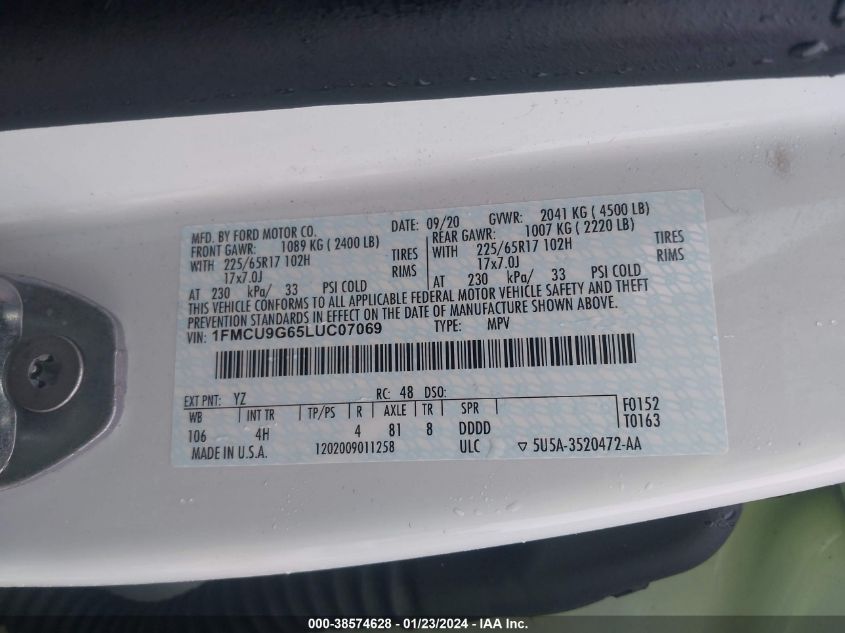 MFD. BY FORD MOTOR CO. DATE: 09/20 GVWR: 2041 KG ( 4500 LB)
FRONT GAWR: 1089 KG ( 2400 LB) REAR GAWR: 1007 KG ( 2220 LB)
WITH 225/65R17 102H TIRES WITH 225/65R17 102H TIRES
17x7.0J RIMS 17x7.0J RIMS
AT 230 kPa/ 33 PSI COLD AT 230 kPa/ 33 PSI COLD
THIS VEHICLE CONFORMS TO ALL APPLICABLE FEDERAL MOTOR VEHICLE SAFETY AND THEFT
PREVENTION STANDARDS IN EFFECT ON THE DATE OF MANUFACTURE SHOWN ABOVE.
VIN: 1FMCU9G65LUC07069 TYPE: MPV
EXT PNT: YZ RC: 48 DSO:
WB INT TR TP/PS R AXLE TR SPR F0152
106 4H 4 81 8 DDDD T0163
MADE IN U.S.A. 1202009011258 ULC ▽ 5U5A-3520472-AA
000-38574628 - 01/23/2024 - IAA Inc.